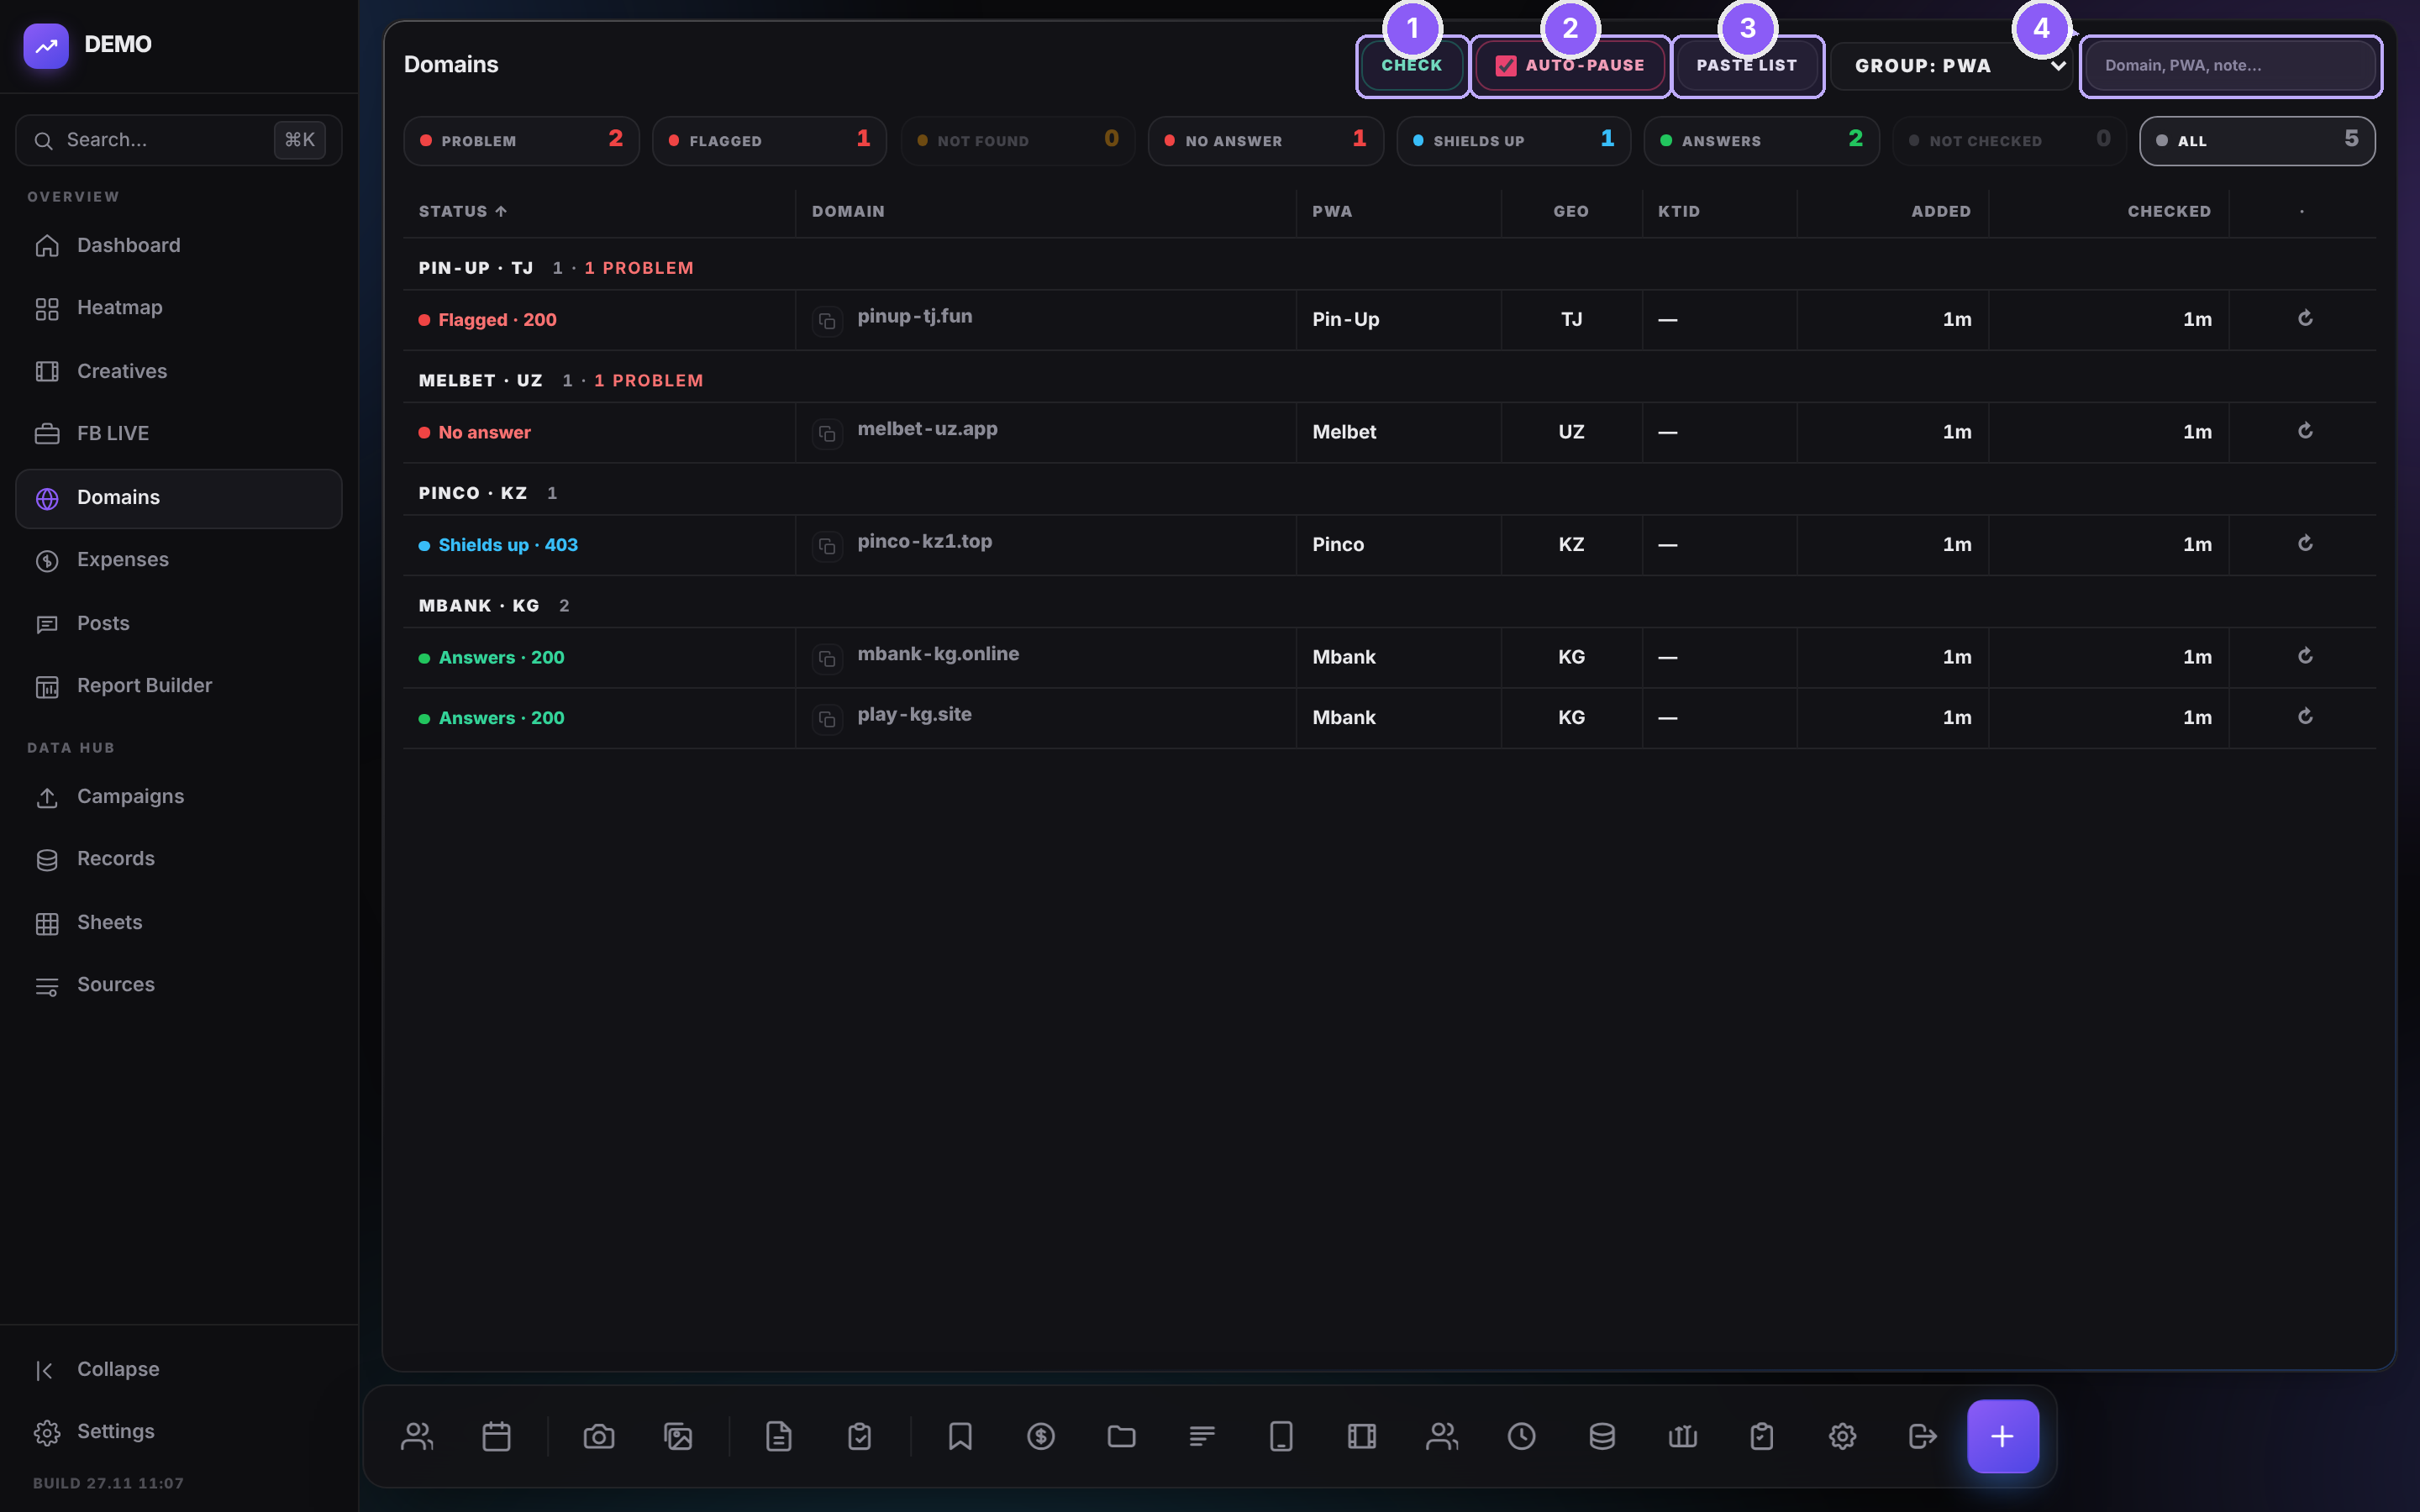 DEMO
Search...
⌘K
OVERVIEW
Dashboard
Heatmap
Creatives
FB LIVE
Domains
Expenses
Posts
Report Builder
DATA HUB
Campaigns
Records
Sheets
Sources
Collapse
Settings
BUILD 27.11 11:07
1 2 3 4
Domains
CHECK
AUTO-PAUSE
PASTE LIST
GROUP: PWA
Domain, PWA, note...
PROBLEM 2
FLAGGED 1
NOT FOUND 0
NO ANSWER 1
SHIELDS UP 1
ANSWERS 2
NOT CHECKED 0
ALL 5
STATUS ↑ DOMAIN PWA GEO KTID ADDED CHECKED ·
PIN-UP · TJ 1 · 1 PROBLEM
Flagged · 200 pinup-tj.fun Pin-Up TJ — 1m 1m
MELBET · UZ 1 · 1 PROBLEM
No answer melbet-uz.app Melbet UZ — 1m 1m
PINCO · KZ 1
Shields up · 403 pinco-kz1.top Pinco KZ — 1m 1m
MBANK · KG 2
Answers · 200 mbank-kg.online Mbank KG — 1m 1m
Answers · 200 play-kg.site Mbank KG — 1m 1m